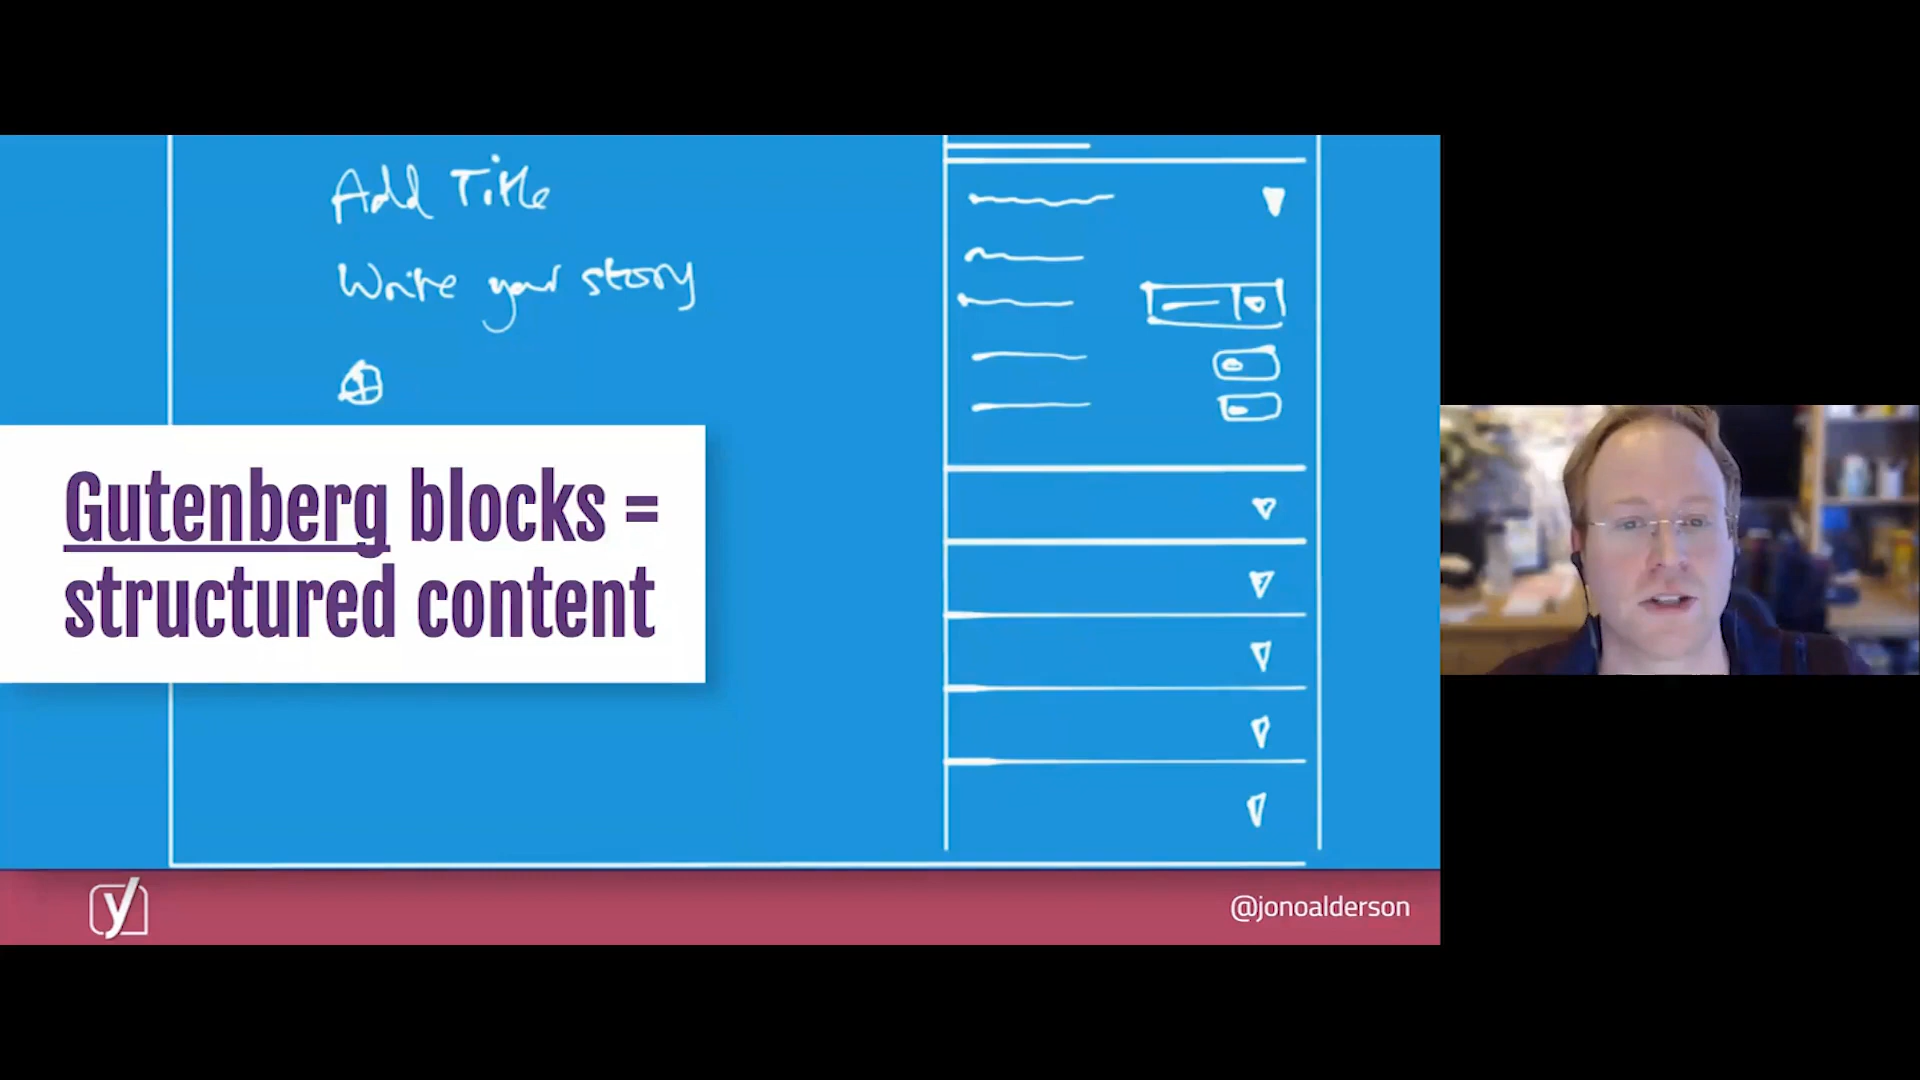 Add Title
Write your story
Gutenberg blocks =
structured content
y
@jonoalderson